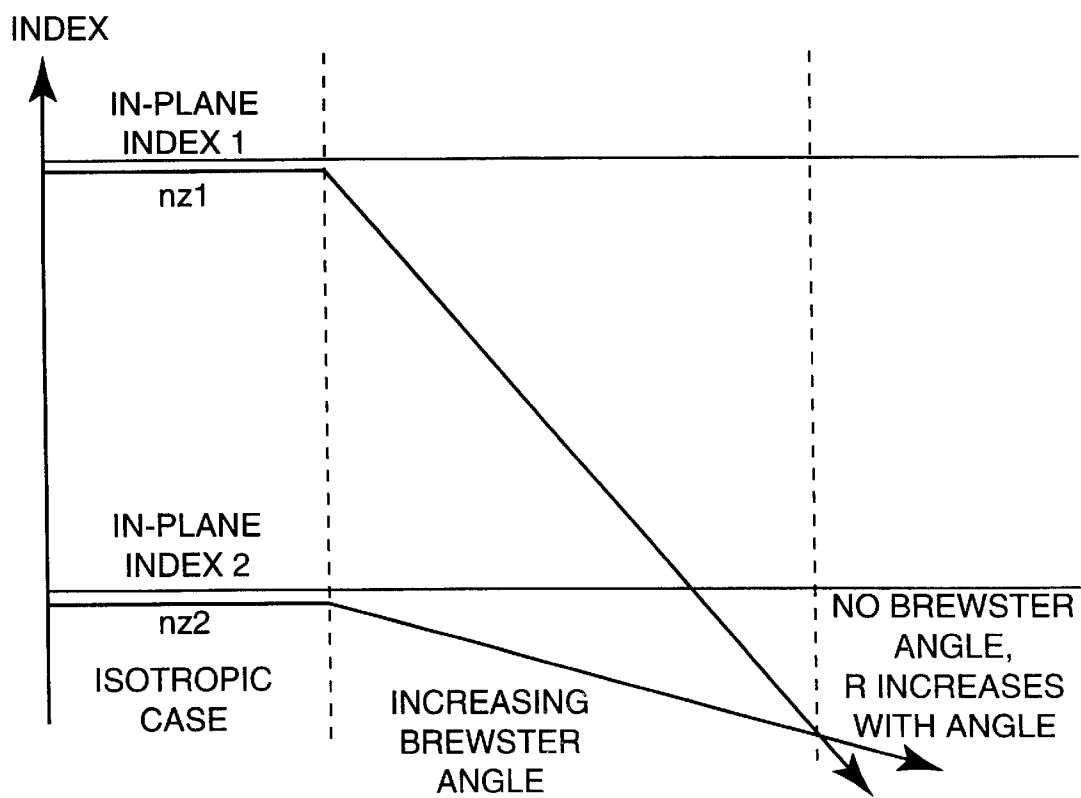 INDEX
IN-PLANE
INDEX 1
nz1
IN-PLANE
INDEX 2
nz2
ISOTROPIC
CASE
INCREASING
BREWSTER
ANGLE
NO BREWSTER
ANGLE,
R INCREASES
WITH ANGLE